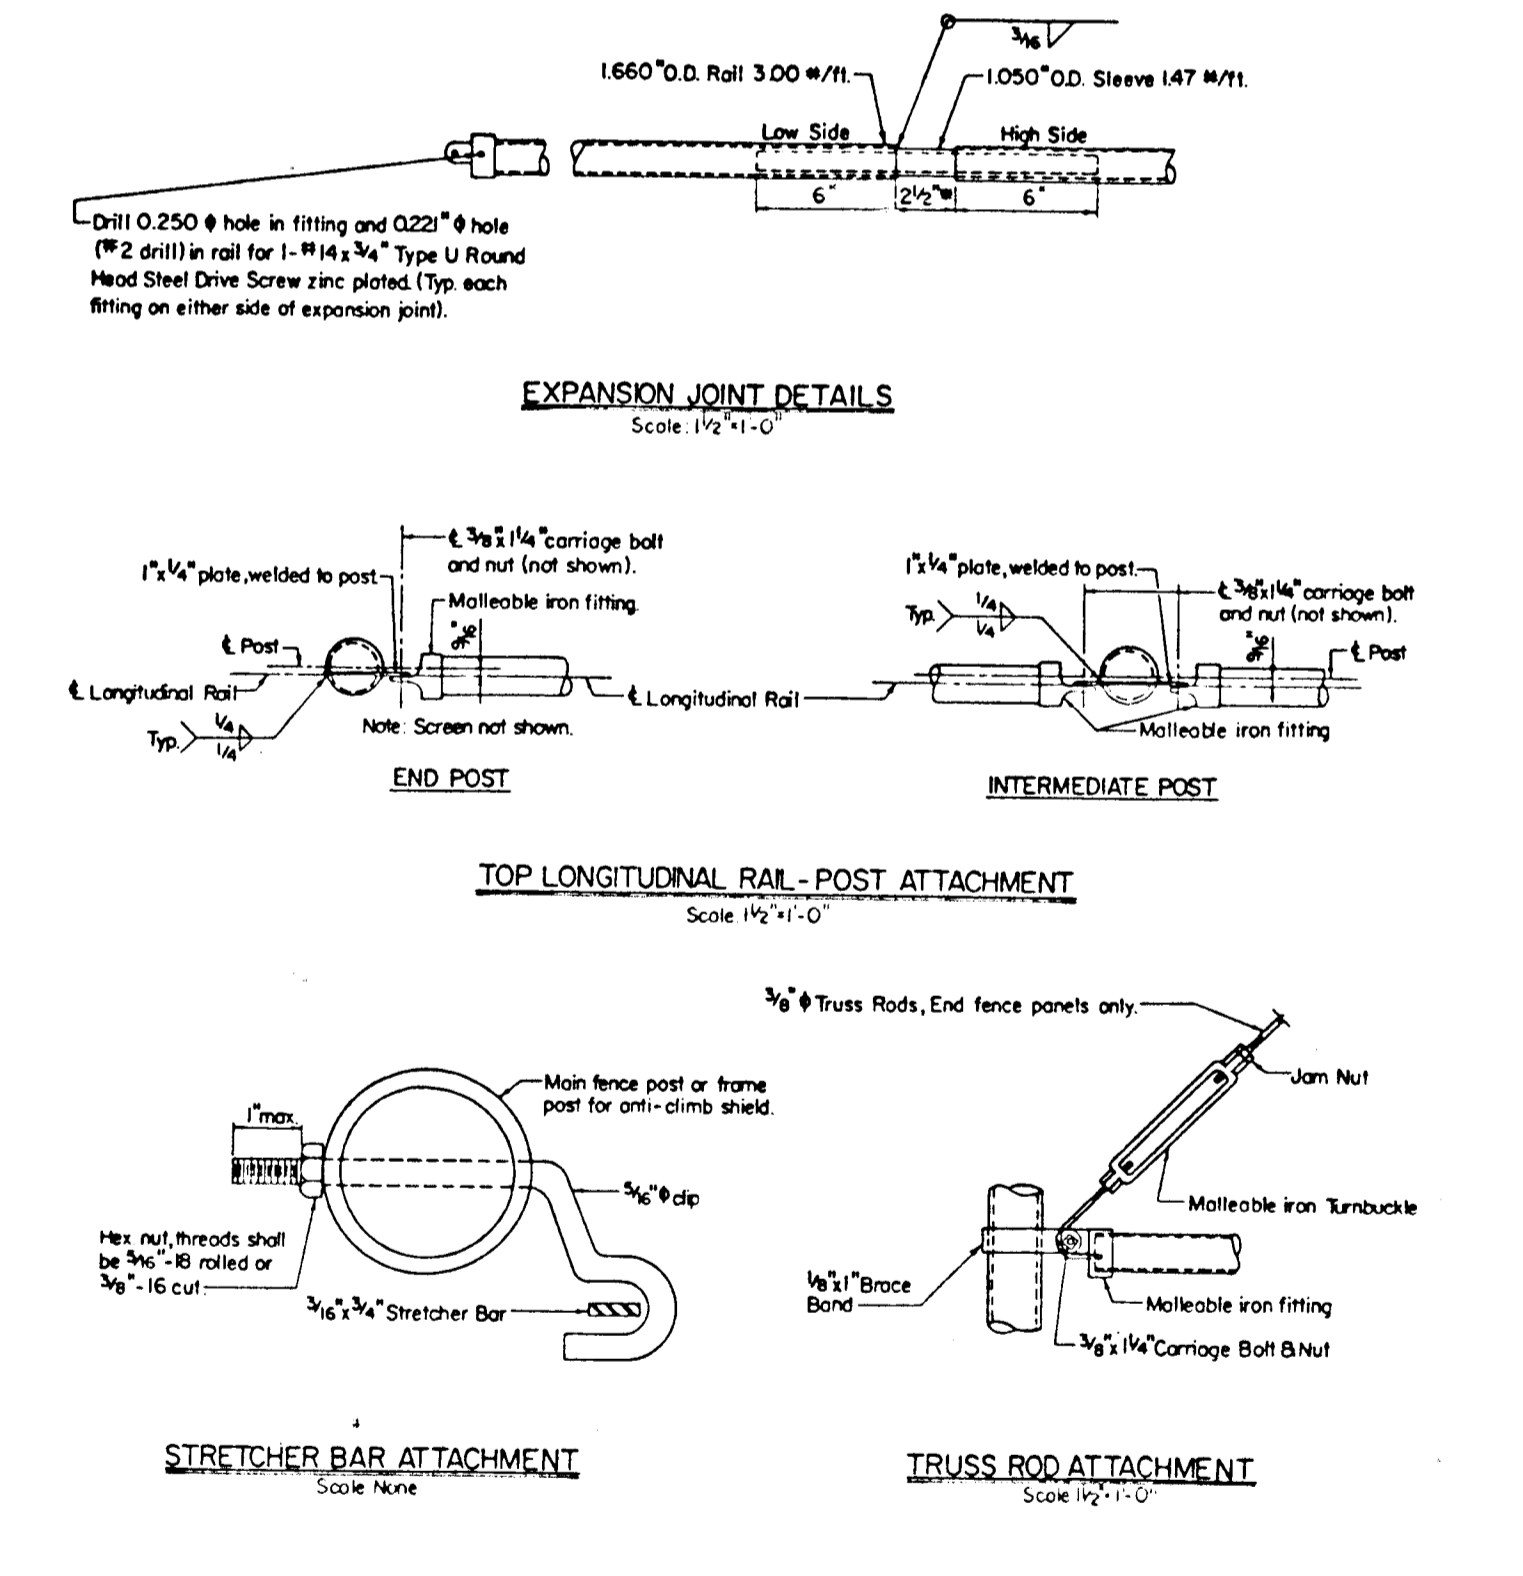 3/16
1.660"O.D. Rail 3.00 #/ft.
1.050"O.D. Sleeve 1.47 #/ft.
Low Side
High Side
6"
2 1/2"
6"
Drill 0.250 ϕ hole in fitting and 0.221" ϕ hole
(#2 drill) in rail for 1-#14 x 3/4" Type U Round
Head Steel Drive Screw zinc plated. (Typ. each
fitting on either side of expansion joint).
EXPANSION JOINT DETAILS
Scale: 1 1/2"=1'-0"
℄ 3/8"x 1 1/4" carriage bolt
and nut (not shown).
1"x 1/4" plate, welded to post
Malleable iron fitting.
9/16"
℄ Post
℄ Longitudinal Rail
Typ.
1/4
1/4
Note: Screen not shown.
END POST
℄ Longitudinal Rail
1"x 1/4" plate, welded to post.
℄ 3/8"x 1 1/4" carriage bolt
and nut (not shown).
Typ.
1/4
1/4
9/16"
℄ Post
Malleable iron fitting
INTERMEDIATE POST
TOP LONGITUDINAL RAIL-POST ATTACHMENT
Scale 1 1/2"=1'-0"
Main fence post or frame
post for anti-climb shield.
1" max.
5/16" ϕ clip
Hex nut, threads shall
be 5/16"-18 rolled or
3/8"-16 cut.
3/16"x 3/4" Stretcher Bar
STRETCHER BAR ATTACHMENT
Scale None
3/8" ϕ Truss Rods, End fence panels only.
Jam Nut
Malleable iron Turnbuckle
1/8"x 1" Brace
Band
Malleable iron fitting
3/8"x 1 1/4" Carriage Bolt & Nut
TRUSS ROD ATTACHMENT
Scale 1 1/2"=1'-0"